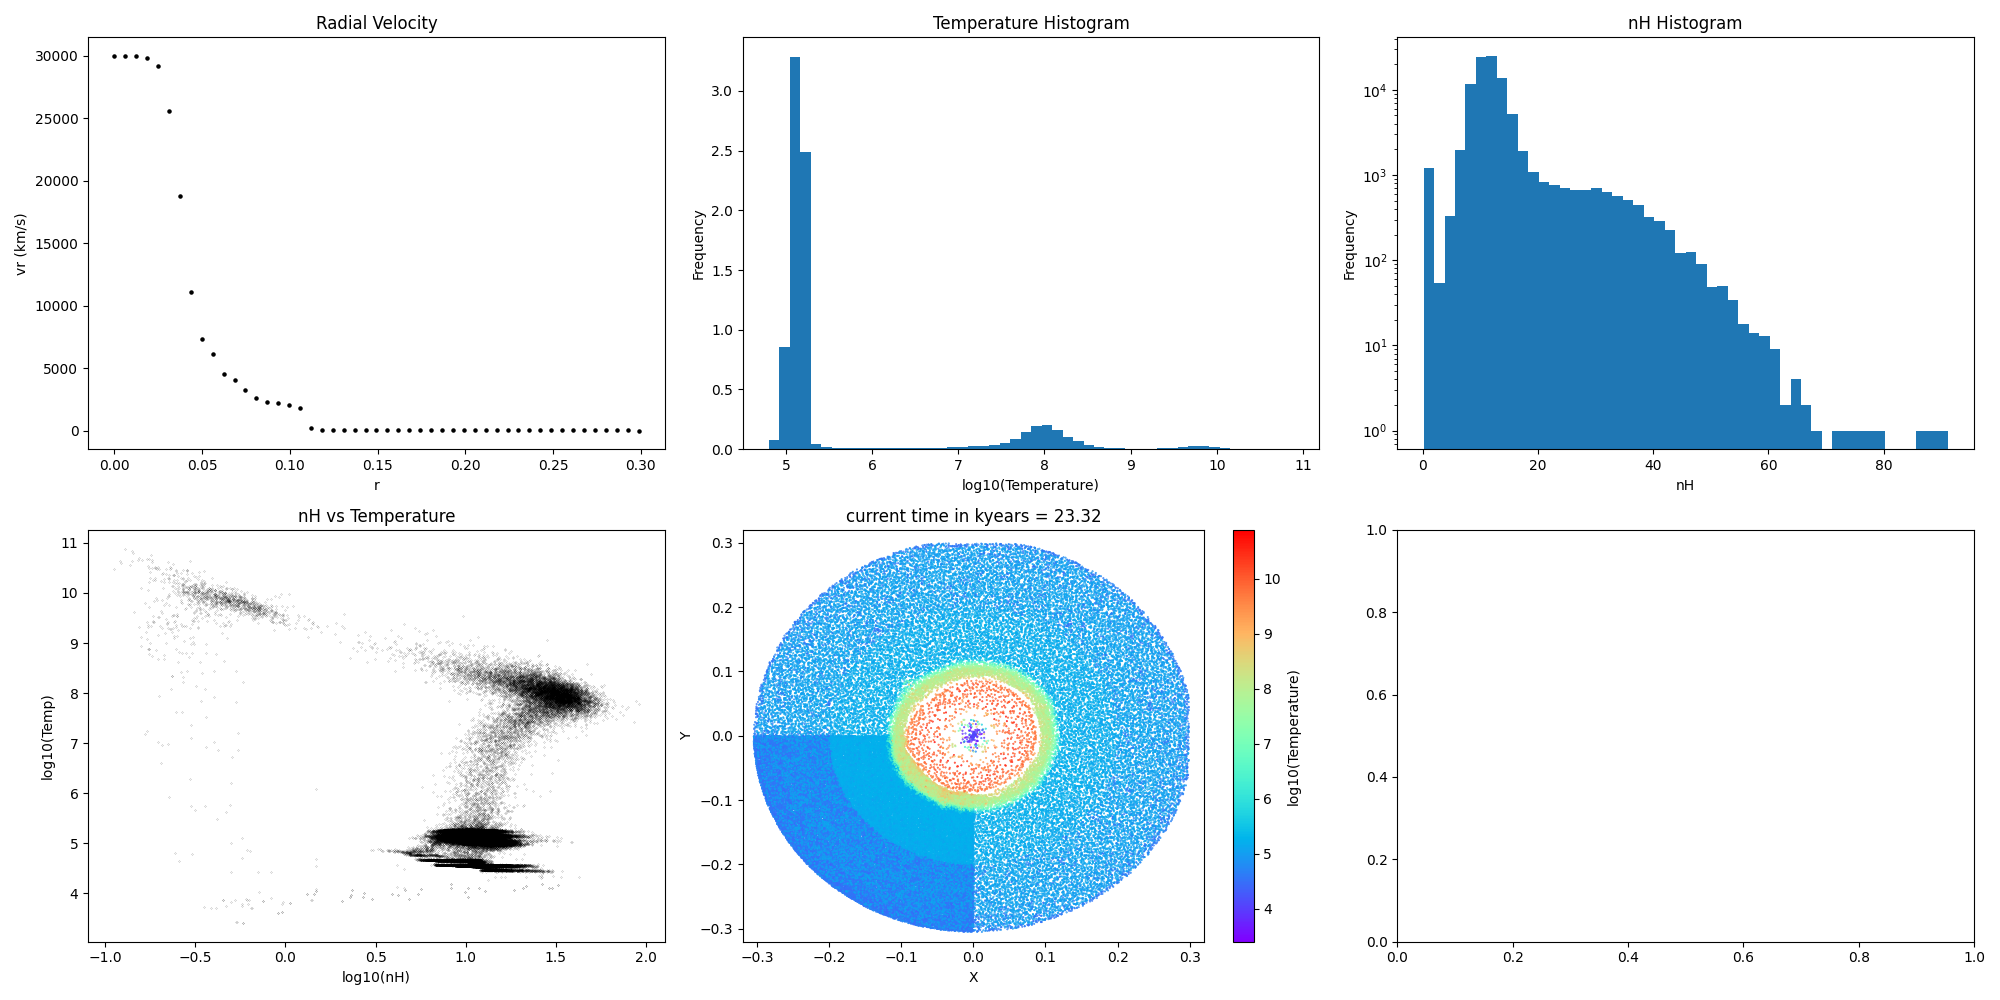 Radial Velocity
30000
25000
20000
15000
10000
5000
0
vr (km/s)
0.00 0.05 0.10 0.15 0.20 0.25 0.30
r
Temperature Histogram
3.0
2.5
2.0
1.5
1.0
0.5
0.0
Frequency
5 6 7 8 9 10 11
log10(Temperature)
nH Histogram
10⁴
10³
10²
10¹
10⁰
Frequency
0 20 40 60 80
nH
nH vs Temperature
11
10
9
8
7
6
5
4
log10(Temp)
−1.0 −0.5 0.0 0.5 1.0 1.5 2.0
log10(nH)
current time in kyears = 23.32
0.3
0.2
0.1
0.0
−0.1
−0.2
−0.3
Y
−0.3 −0.2 −0.1 0.0 0.1 0.2 0.3
X
10
9
8
7
6
5
4
log10(Temperature)
1.0
0.8
0.6
0.4
0.2
0.0
0.0 0.2 0.4 0.6 0.8 1.0